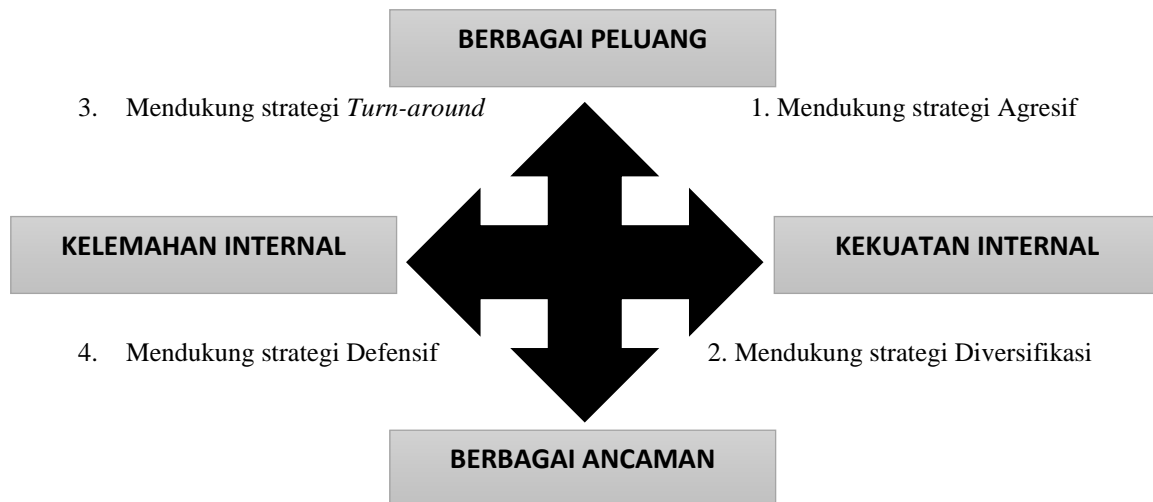 BERBAGAI PELUANG
3. Mendukung strategi Turn-around
1. Mendukung strategi Agresif
KELEMAHAN INTERNAL
KEKUATAN INTERNAL
4. Mendukung strategi Defensif
2. Mendukung strategi Diversifikasi
BERBAGAI ANCAMAN